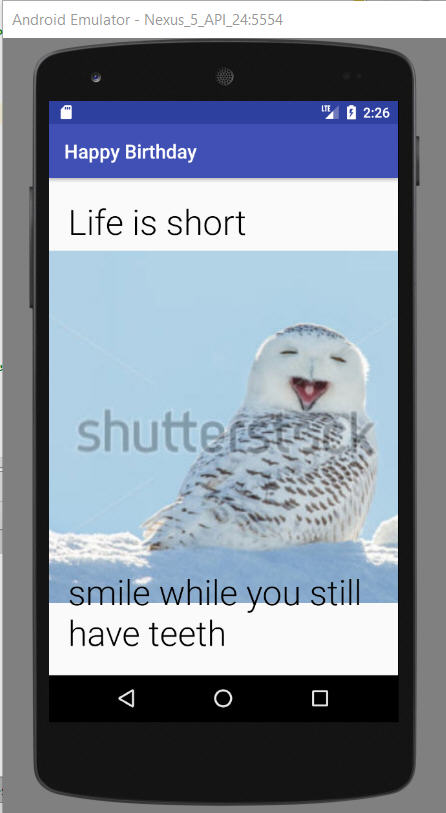 Android Emulator - Nexus_5_API_24:5554
LTE 2:26
Happy Birthday
Life is short
shutterstock
smile while you still
have teeth